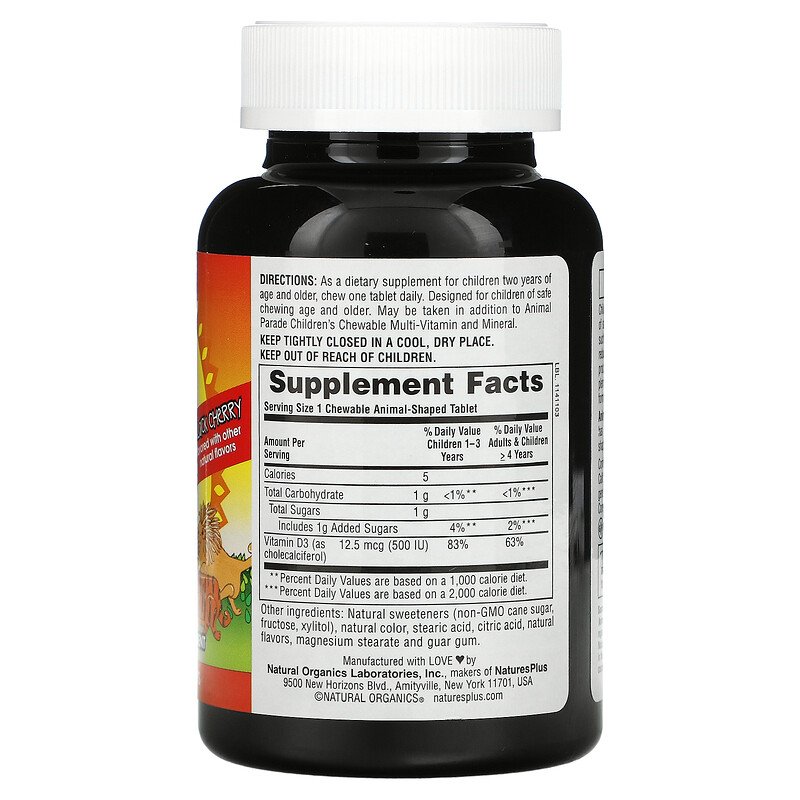 DIRECTIONS: As a dietary supplement for children two years of
age and older, chew one tablet daily. Designed for children of safe
chewing age and older. May be taken in addition to Animal
Parade Children's Chewable Multi-Vitamin and Mineral.
KEEP TIGHTLY CLOSED IN A COOL, DRY PLACE.
KEEP OUT OF REACH OF CHILDREN.
LBL. 1141103
Supplement Facts
Serving Size 1 Chewable Animal-Shaped Tablet
Amount Per Serving % Daily Value Children 1–3 Years % Daily Value Adults & Children ≥ 4 Years
Calories 5
Total Carbohydrate 1 g <1%** <1%***
Total Sugars 1 g
Includes 1g Added Sugars 4%** 2%***
Vitamin D3 (as 12.5 mcg (500 IU) 83% 63%
cholecalciferol)
**Percent Daily Values are based on a 1,000 calorie diet.
***Percent Daily Values are based on a 2,000 calorie diet.
Other ingredients: Natural sweeteners (non-GMO cane sugar,
fructose, xylitol), natural color, stearic acid, citric acid, natural
flavors, magnesium stearate and guar gum.
Manufactured with LOVE ♥ by
Natural Organics Laboratories, Inc., makers of NaturesPlus
9500 New Horizons Blvd., Amityville, New York 11701, USA
©NATURAL ORGANICS® naturesplus.com
CHERRY
with other
natural flavors